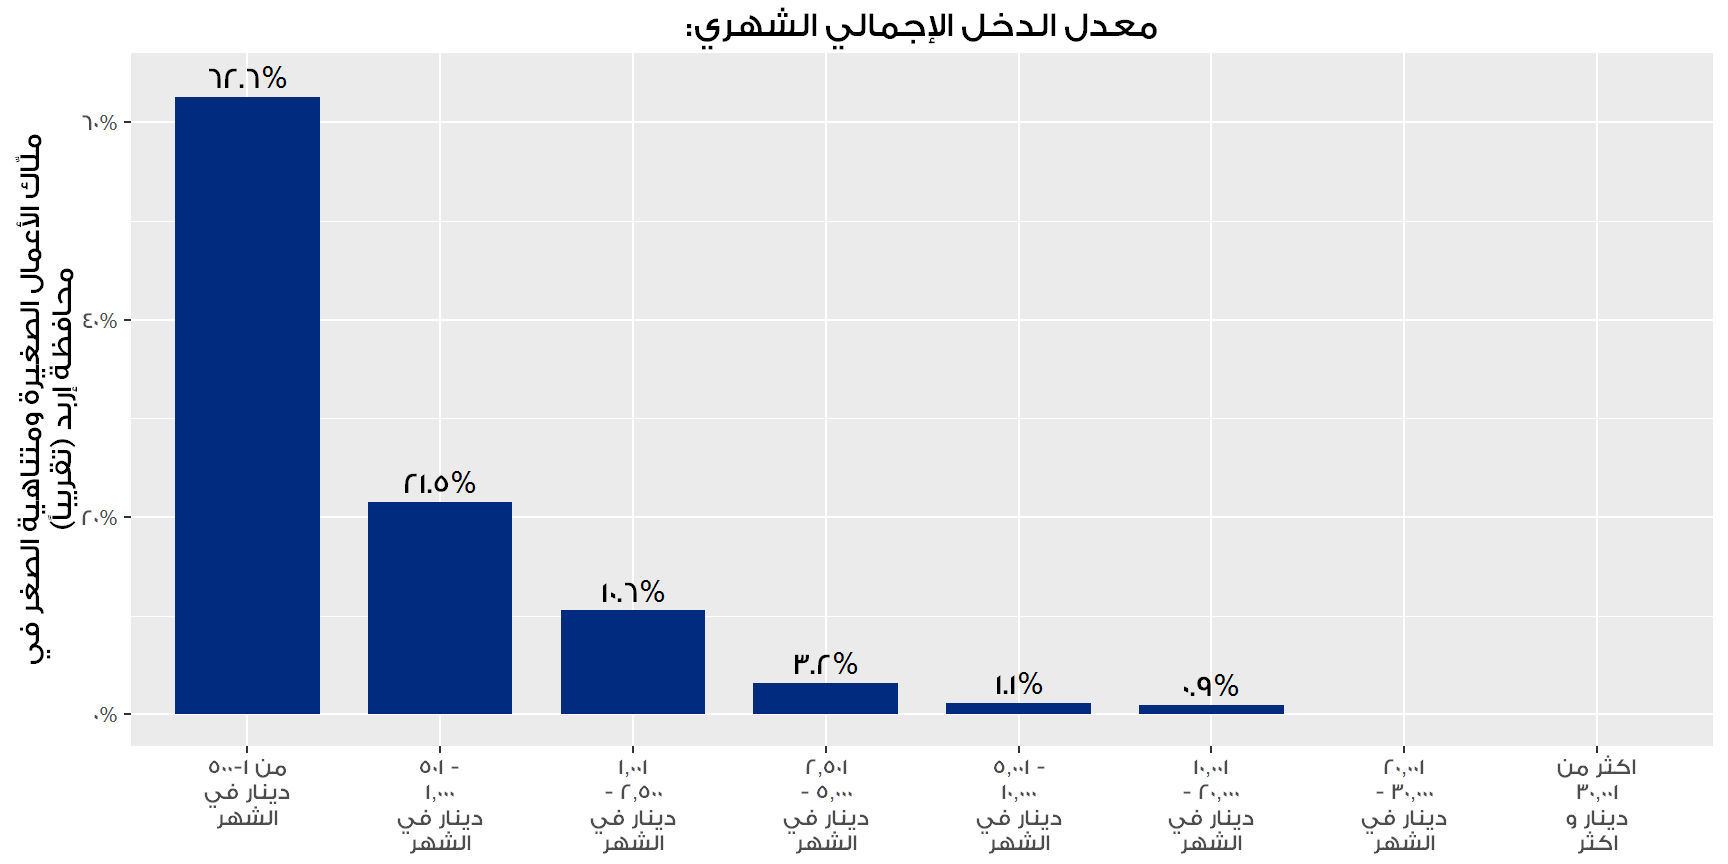 معدل الدخل الإجمالي الشهري:
ملّاك الأعمال الصغيرة ومتناهية الصغر في
محافظة إربد (تقريباً)
٦٠%
٤٠%
٢٠%
٠%
٦٢.٦%
٢١.٥%
١٠.٦%
٣.٢%
١.١%
٠.٩%
من ١-٥٠٠
دينار في
الشهر
٥٠١ -
١,٠٠٠
دينار في
الشهر
١,٠٠١
- ٢,٥٠٠
دينار في
الشهر
٢,٥٠١
- ٥,٠٠٠
دينار في
الشهر
٥,٠٠١ -
١٠,٠٠٠
دينار في
الشهر
١٠,٠٠١
- ٢٠,٠٠٠
دينار في
الشهر
٢٠,٠٠١
- ٣٠,٠٠٠
دينار في
الشهر
اكثر من
٣٠,٠٠١
دينار و
اكثر